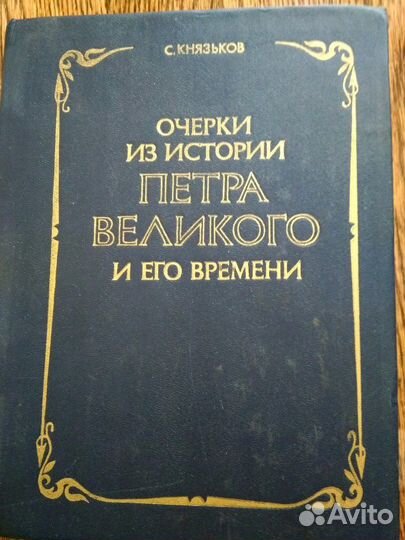 С. КНЯЗЬКОВ
ОЧЕРКИ
ИЗ ИСТОРИИ
ПЕТРА
ВЕЛИКОГО
И ЕГО ВРЕМЕНИ
Avito